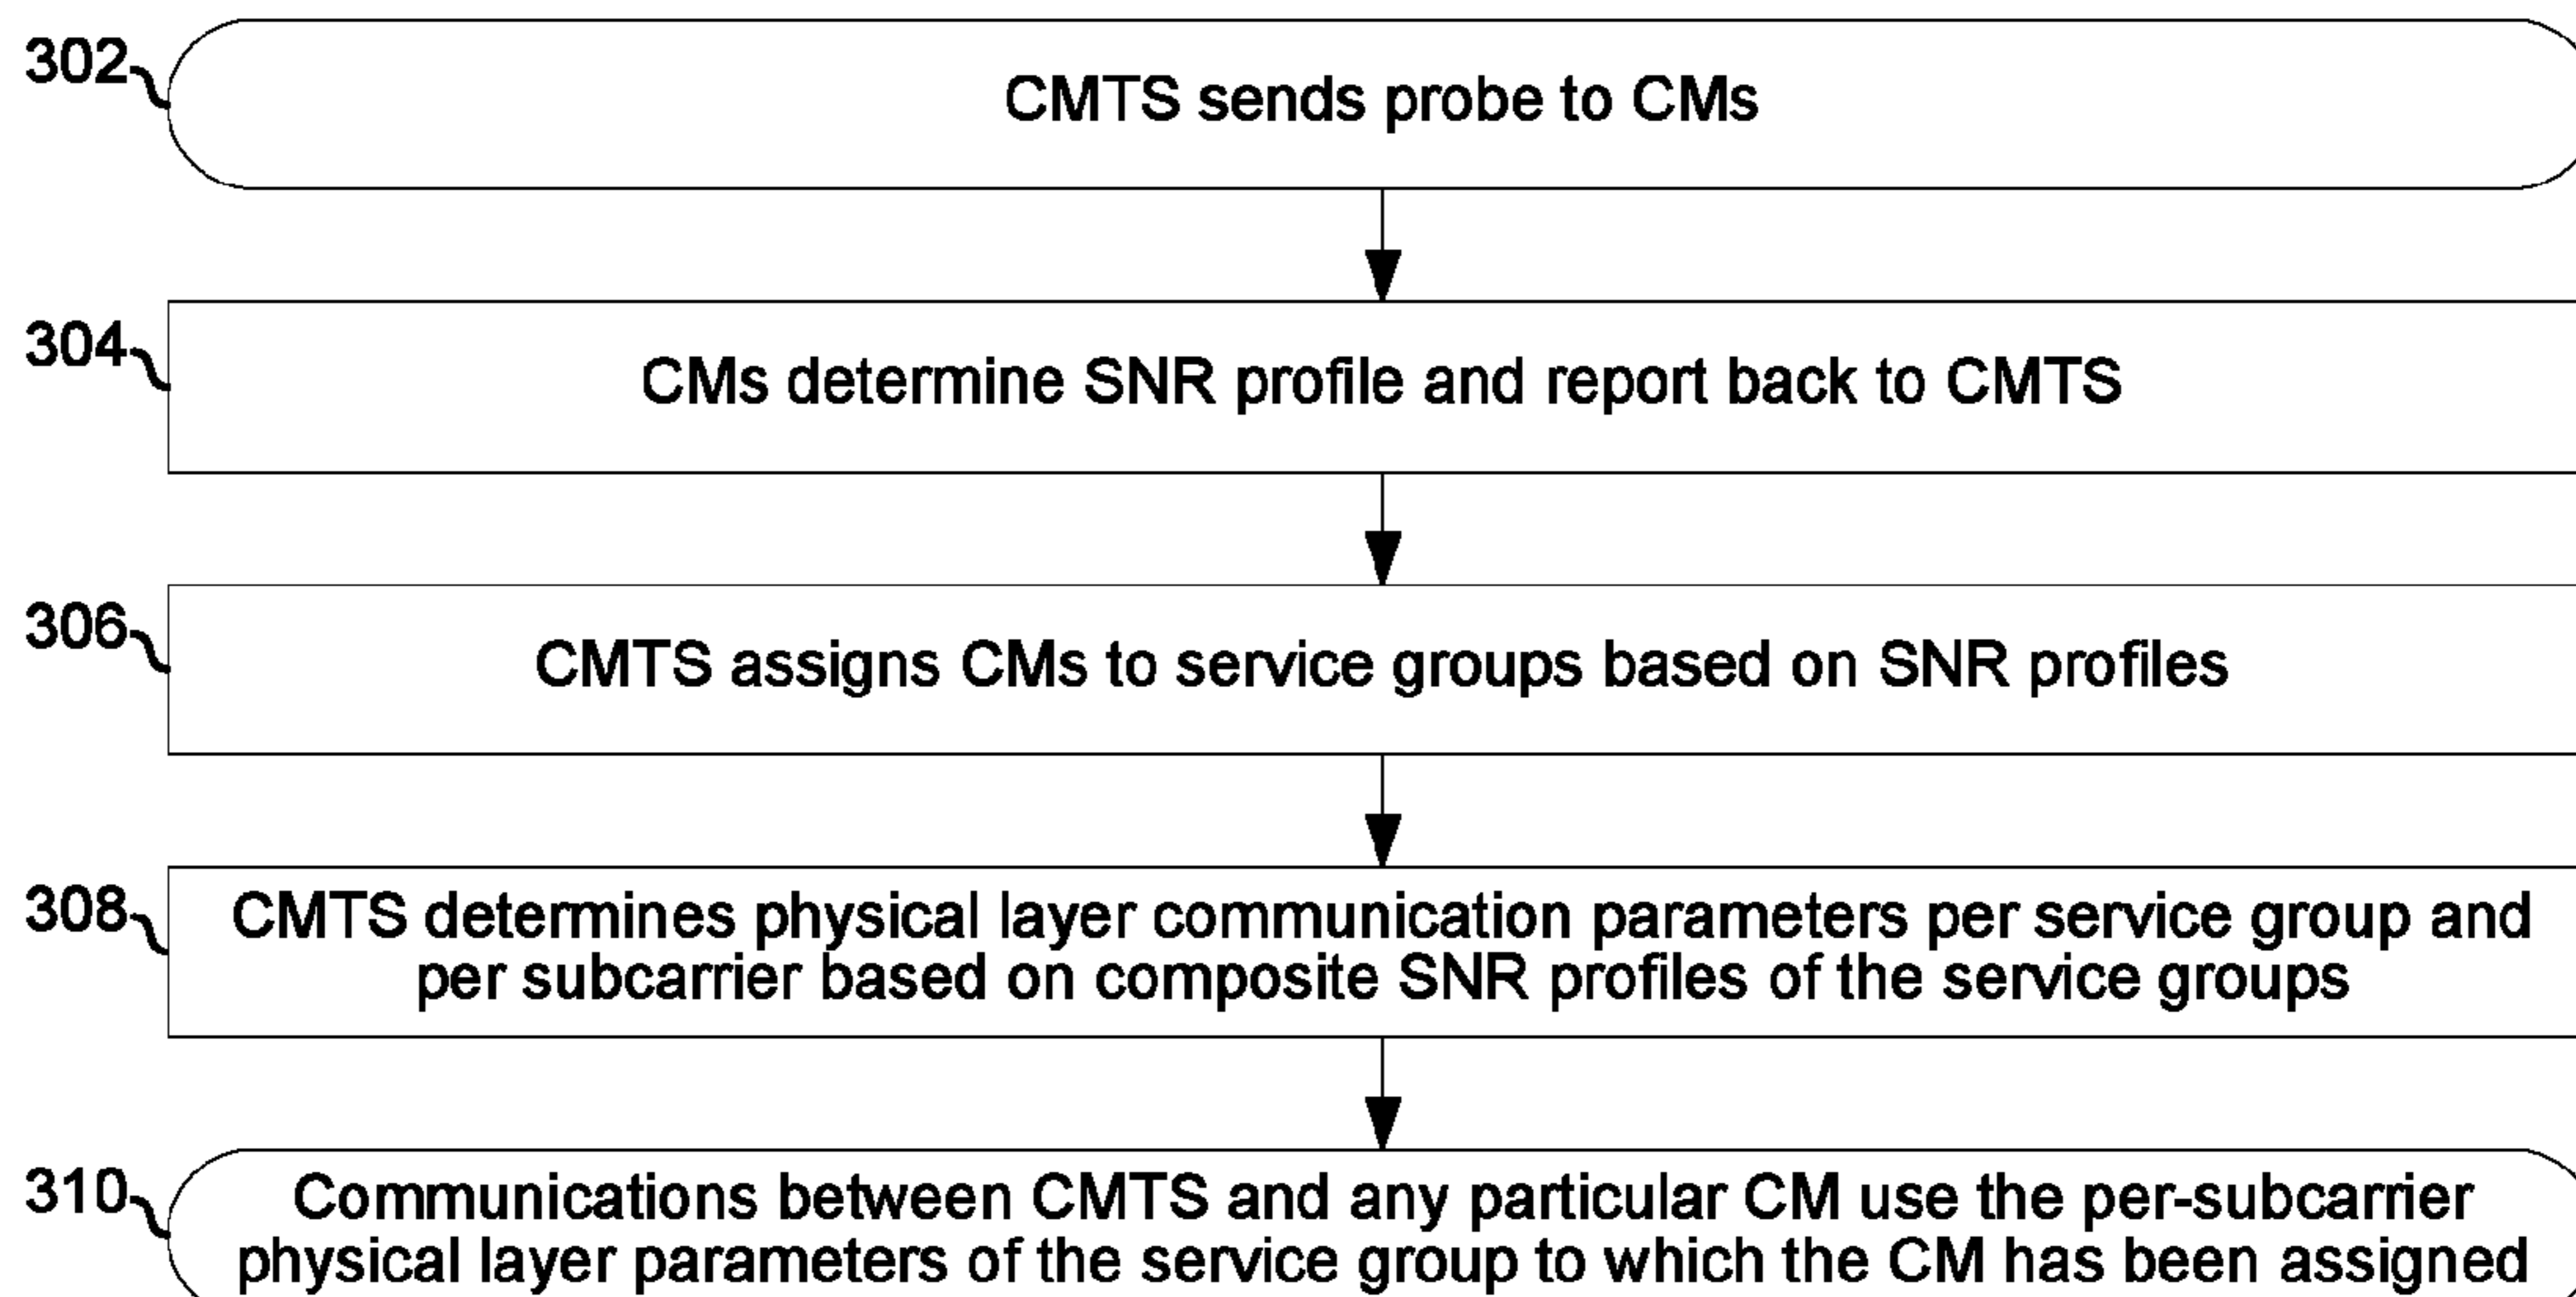 302
CMTS sends probe to CMs
304
CMs determine SNR profile and report back to CMTS
306
CMTS assigns CMs to service groups based on SNR profiles
308
CMTS determines physical layer communication parameters per service group and
per subcarrier based on composite SNR profiles of the service groups
310
Communications between CMTS and any particular CM use the per-subcarrier
physical layer parameters of the service group to which the CM has been assigned